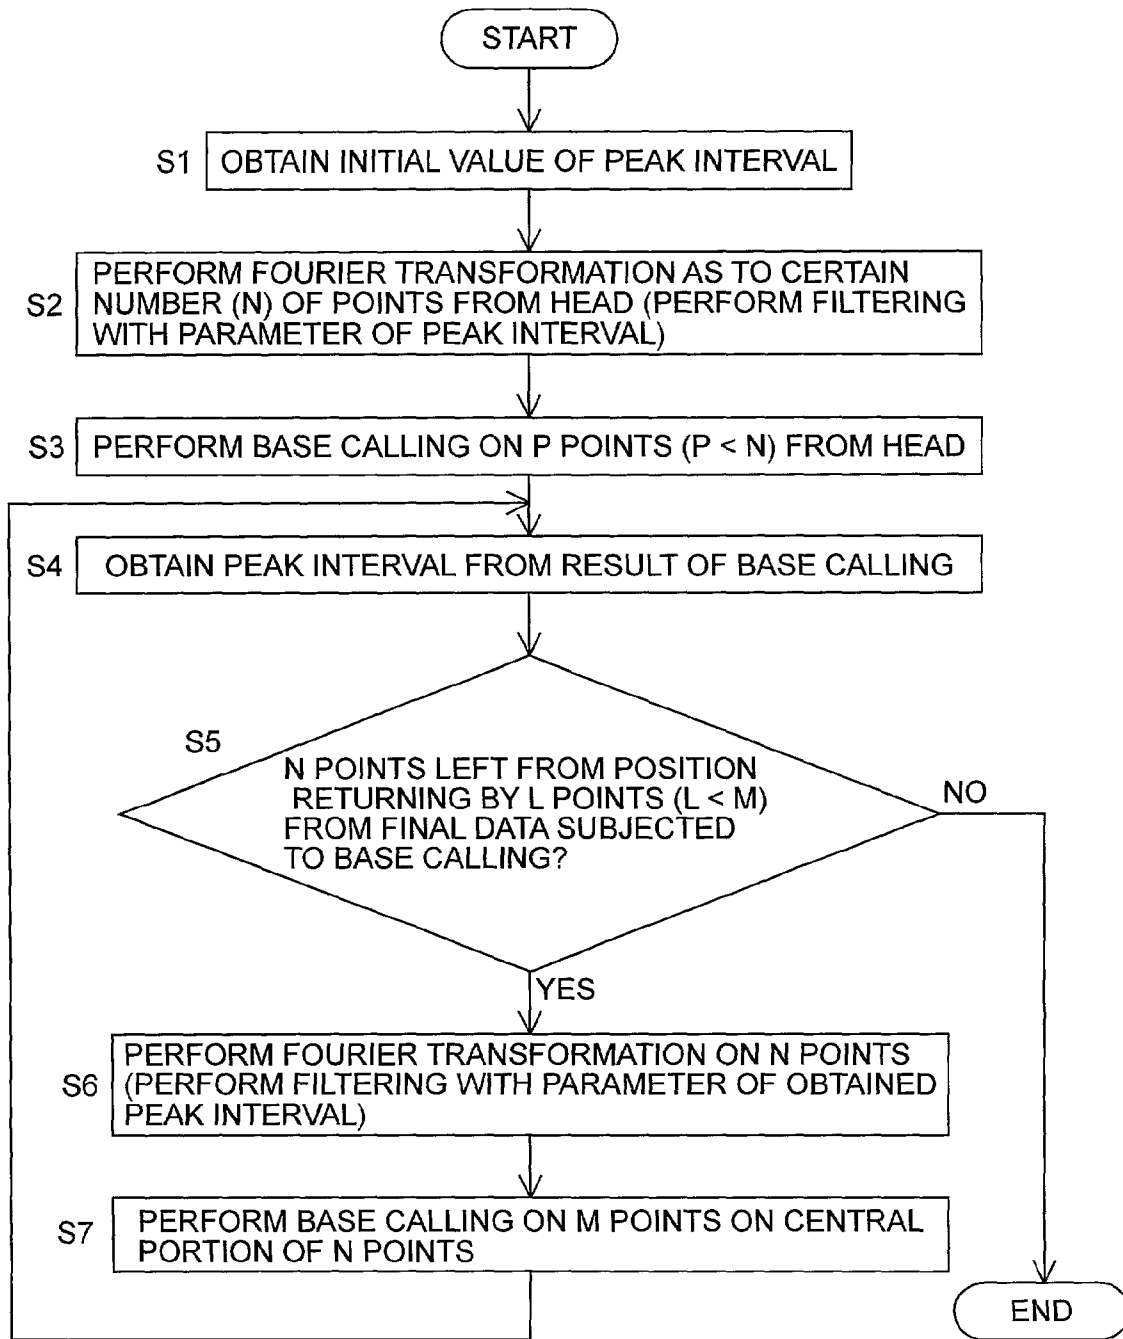 START
S1
OBTAIN INITIAL VALUE OF PEAK INTERVAL
S2
PERFORM FOURIER TRANSFORMATION AS TO CERTAIN
NUMBER (N) OF POINTS FROM HEAD (PERFORM FILTERING
WITH PARAMETER OF PEAK INTERVAL)
S3
PERFORM BASE CALLING ON P POINTS (P < N) FROM HEAD
S4
OBTAIN PEAK INTERVAL FROM RESULT OF BASE CALLING
S5
N POINTS LEFT FROM POSITION
RETURNING BY L POINTS (L < M)
FROM FINAL DATA SUBJECTED
TO BASE CALLING?
NO
YES
S6
PERFORM FOURIER TRANSFORMATION ON N POINTS
(PERFORM FILTERING WITH PARAMETER OF OBTAINED
PEAK INTERVAL)
S7
PERFORM BASE CALLING ON M POINTS ON CENTRAL
PORTION OF N POINTS
END